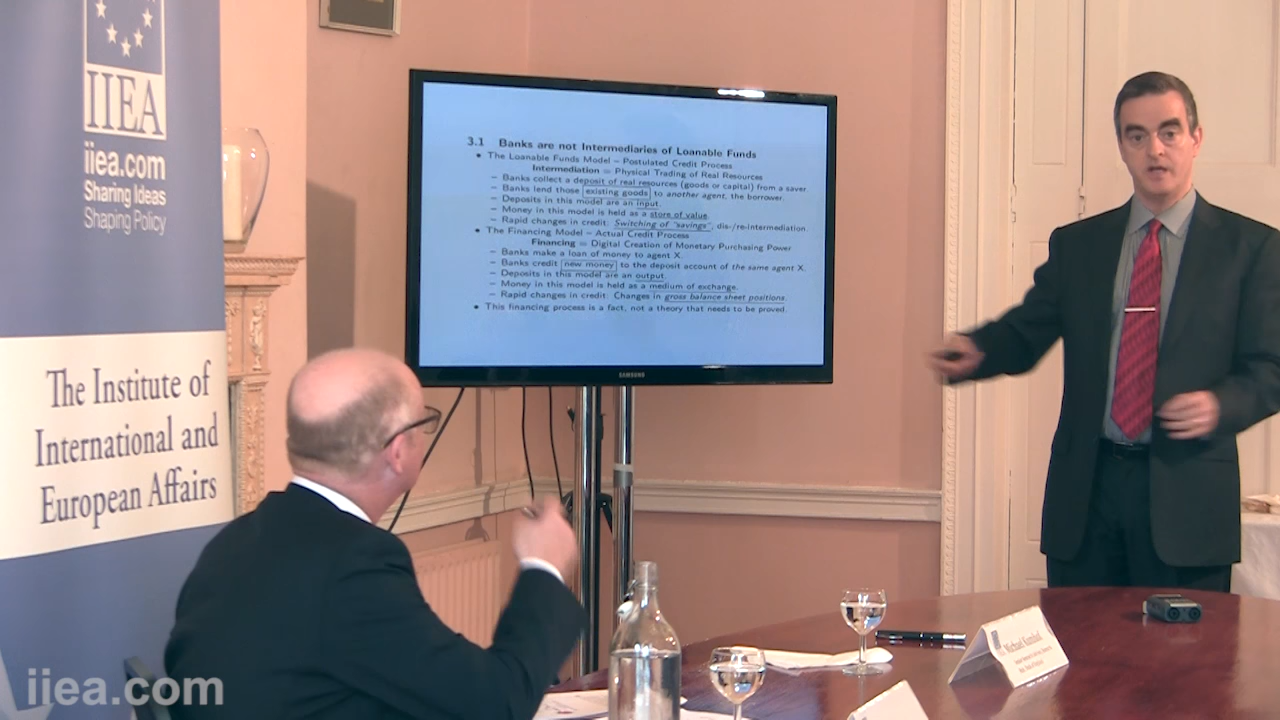 IIEA
iiea.com
Sharing Ideas
Shaping Policy
The Institute of
International and
European Affairs
iiea.com
3.1 Banks are not Intermediaries of Loanable Funds
• The Loanable Funds Model – Postulated Credit Process
Intermediation = Physical Trading of Real Resources
– Banks collect a deposit of real resources (goods or capital) from a saver.
– Banks lend those existing goods to another agent, the borrower.
– Deposits in this model are an input.
– Money in this model is held as a store of value.
– Rapid changes in credit: Switching of "savings", dis-/re-intermediation.
• The Financing Model – Actual Credit Process
Financing = Digital Creation of Monetary Purchasing Power
– Banks make a loan of money to agent X.
– Banks credit new money to the deposit account of the same agent X.
– Deposits in this model are an output.
– Money in this model is held as a medium of exchange.
– Rapid changes in credit: Changes in gross balance sheet positions.
• This financing process is a fact, not a theory that needs to be proved.
SAMSUNG
Michael Kumhof